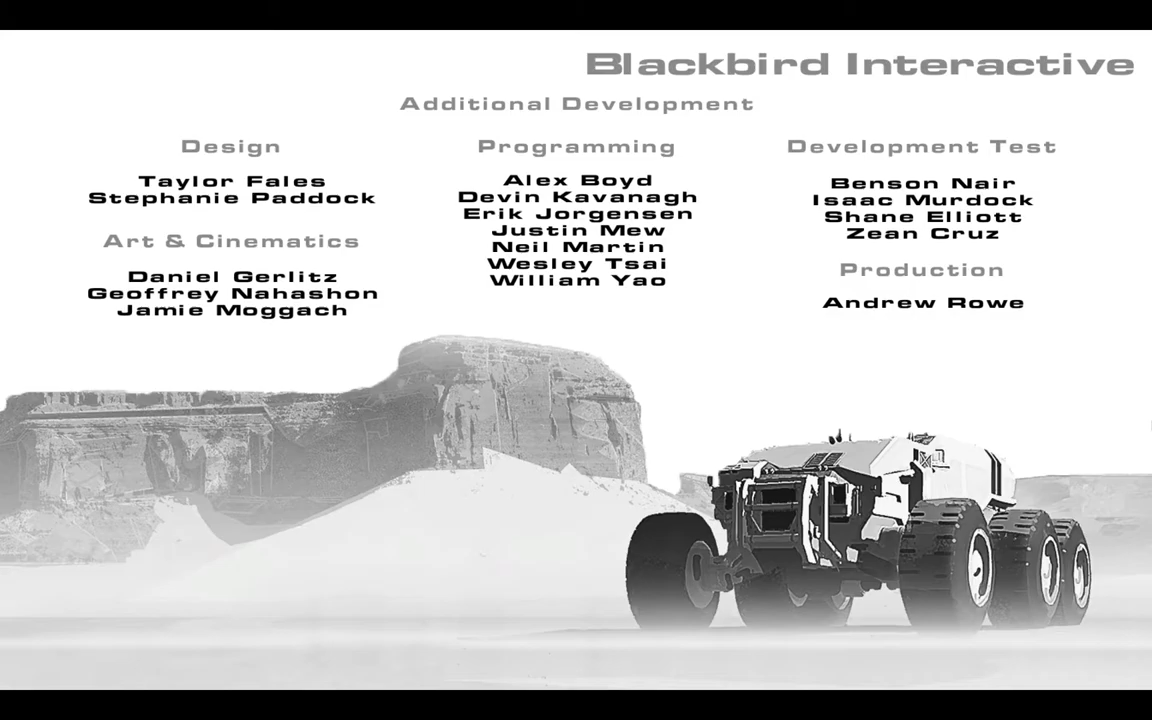 Blackbird Interactive
Additional Development
Design
Taylor Fales
Stephanie Paddock
Art & Cinematics
Daniel Gerlitz
Geoffrey Nahashon
Jamie Moggach
Programming
Alex Boyd
Devin Kavanagh
Erik Jorgensen
Justin Mew
Neil Martin
Wesley Tsai
William Yao
Development Test
Benson Nair
Isaac Murdock
Shane Elliott
Zean Cruz
Production
Andrew Rowe